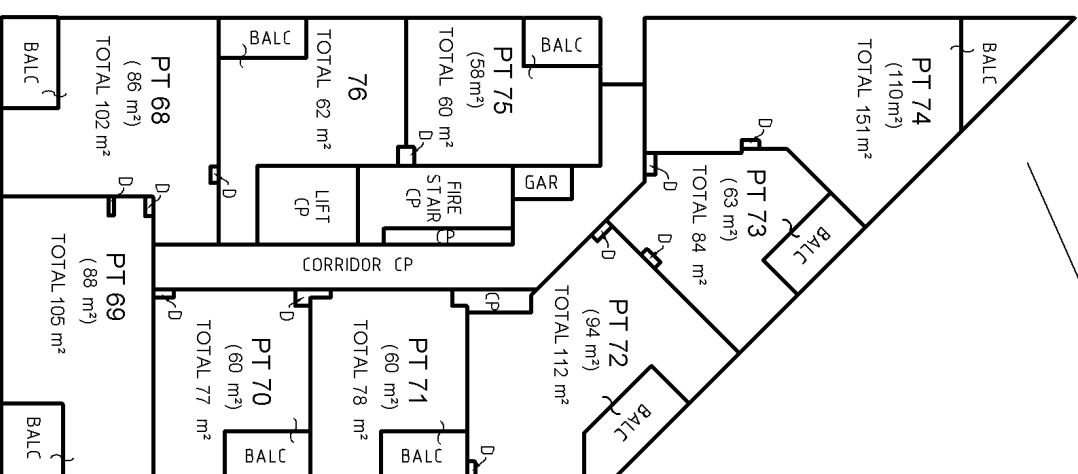 BALC
PT 68
( 86 m²)
TOTAL 102 m²
D
D
D
BALC
76
TOTAL 62 m²
BALC
PT 75
(58m²)
TOTAL 60 m²
D
BALC
PT 74
(110m²)
TOTAL 151 m²
D
D
PT 73
( 63 m²)
TOTAL 84 m²
BALC
D
D
LIFT
CP
FIRE
STAIR
CP
CP
GAR
CORRIDOR CP
CP
PT 69
( 88 m²)
TOTAL 105 m²
BALC
D
PT 70
(60 m²)
TOTAL 77 m²
BALC
D
PT 71
(60 m²)
TOTAL 78 m²
BALC
PT 72
(94 m²)
TOTAL 112 m²
BALC
D